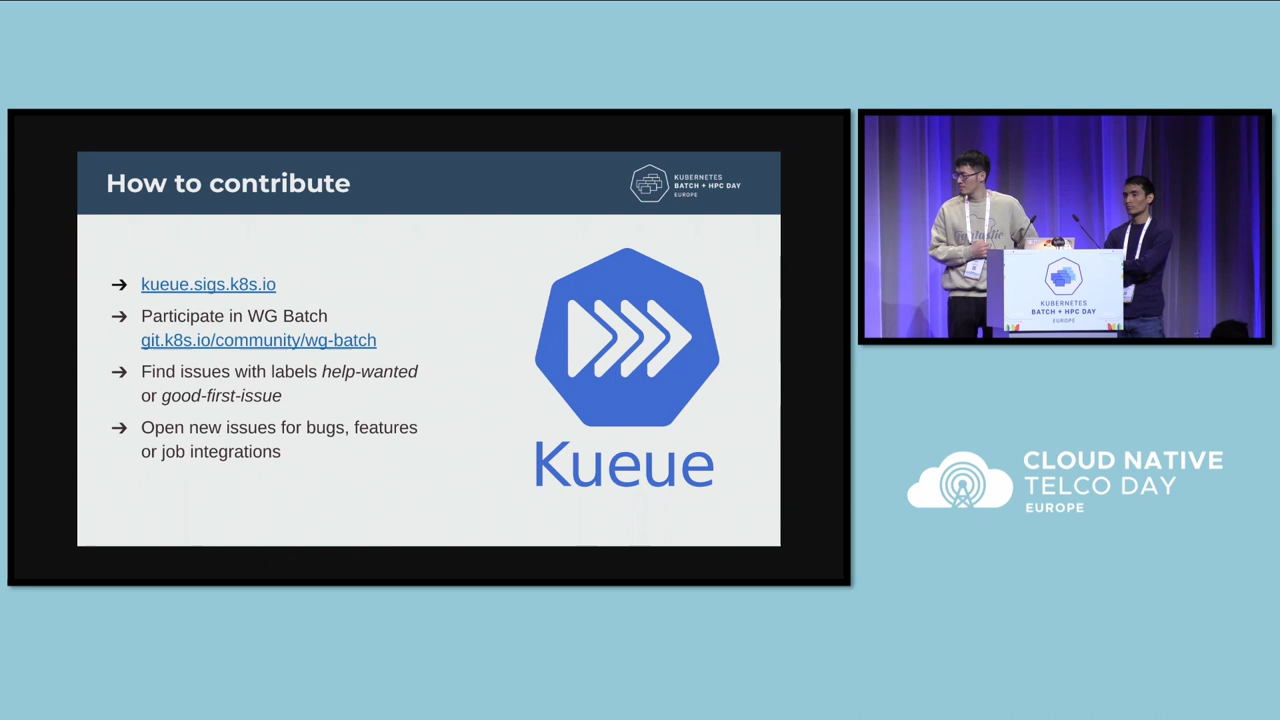 How to contribute
KUBERNETES
BATCH + HPC DAY
EUROPE
➔ kueue.sigs.k8s.io
➔ Participate in WG Batch
git.k8s.io/community/wg-batch
➔ Find issues with labels help-wanted
or good-first-issue
➔ Open new issues for bugs, features
or job integrations
Kueue
Fantastic
KUBERNETES
BATCH + HPC DAY
EUROPE
CLOUD NATIVE
TELCO DAY
EUROPE